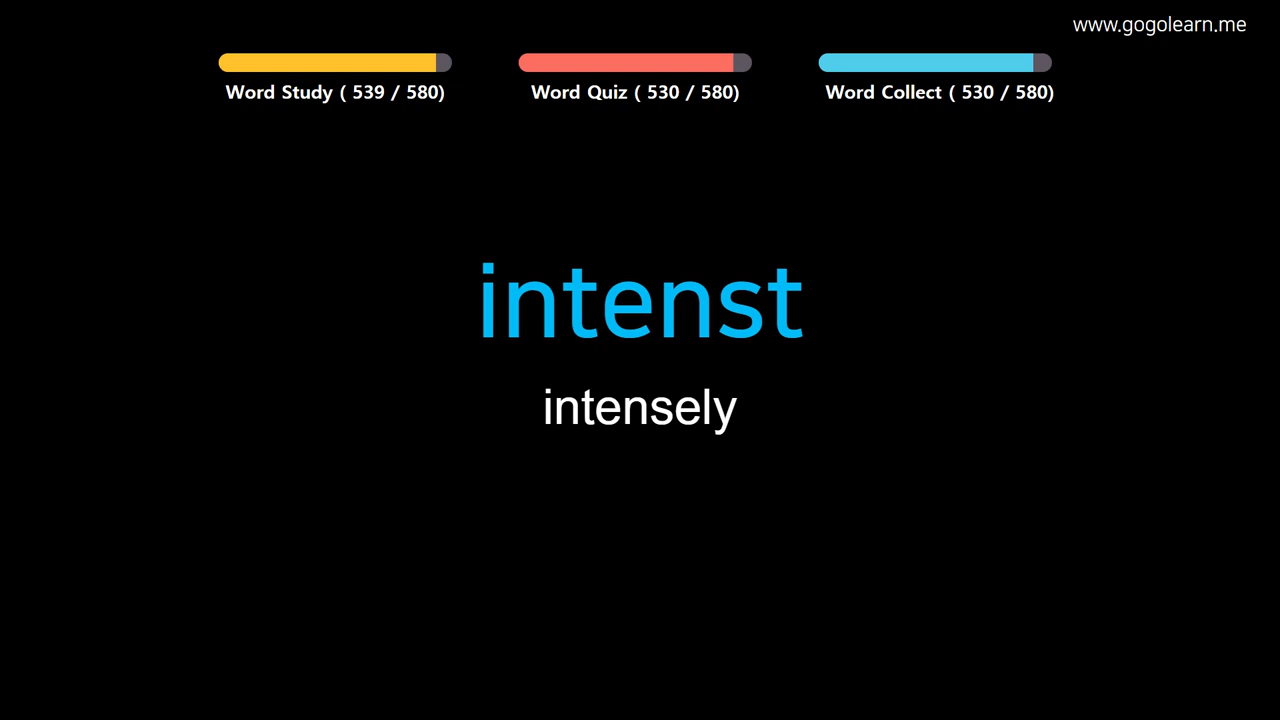 www.gogolearn.me
Word Study ( 539 / 580)
Word Quiz ( 530 / 580)
Word Collect ( 530 / 580)
intenst
intensely